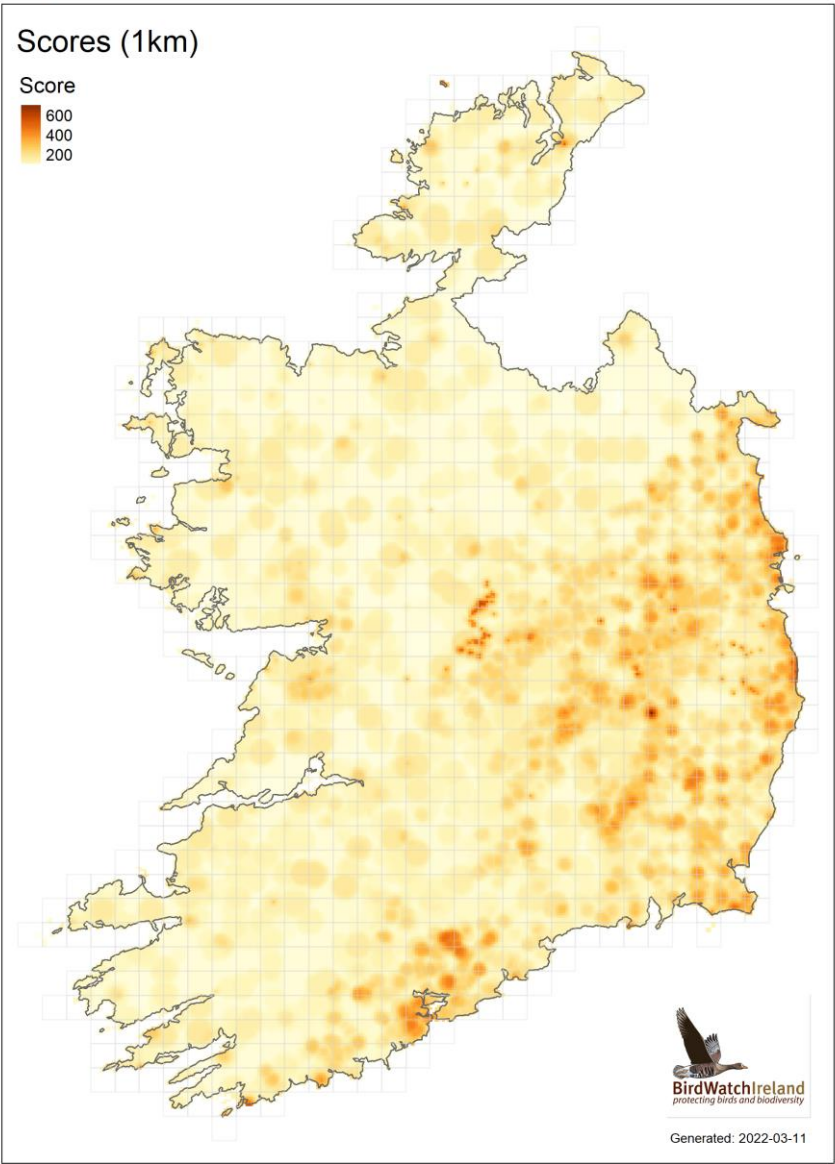 Scores (1km)
Score
600
400
200
BirdWatchIreland
protecting birds and biodiversity
Generated: 2022-03-11